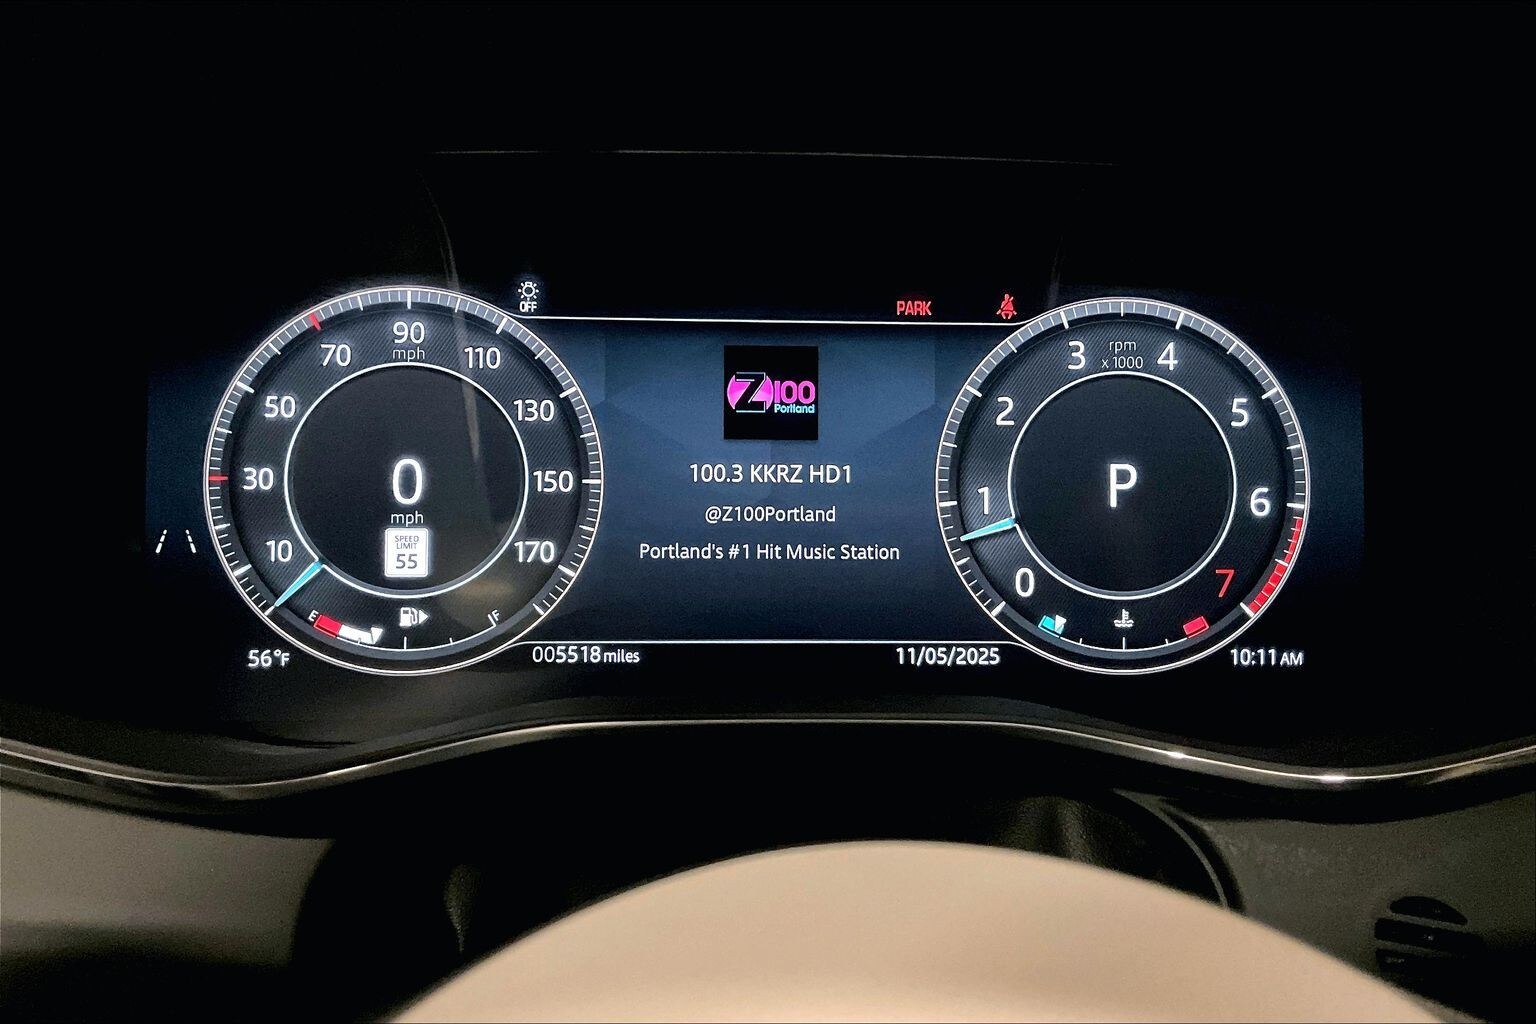 OFF
PARK
90
mph
70
110
50
130
30
150
10
170
0
mph
SPEED
LIMIT
55
E
F
Z100
Portland
100.3 KKRZ HD1
@Z100Portland
Portland's #1 Hit Music Station
rpm
x 1000
3
4
2
5
1
6
0
7
P
56°F
005518 miles
11/05/2025
10:11 AM